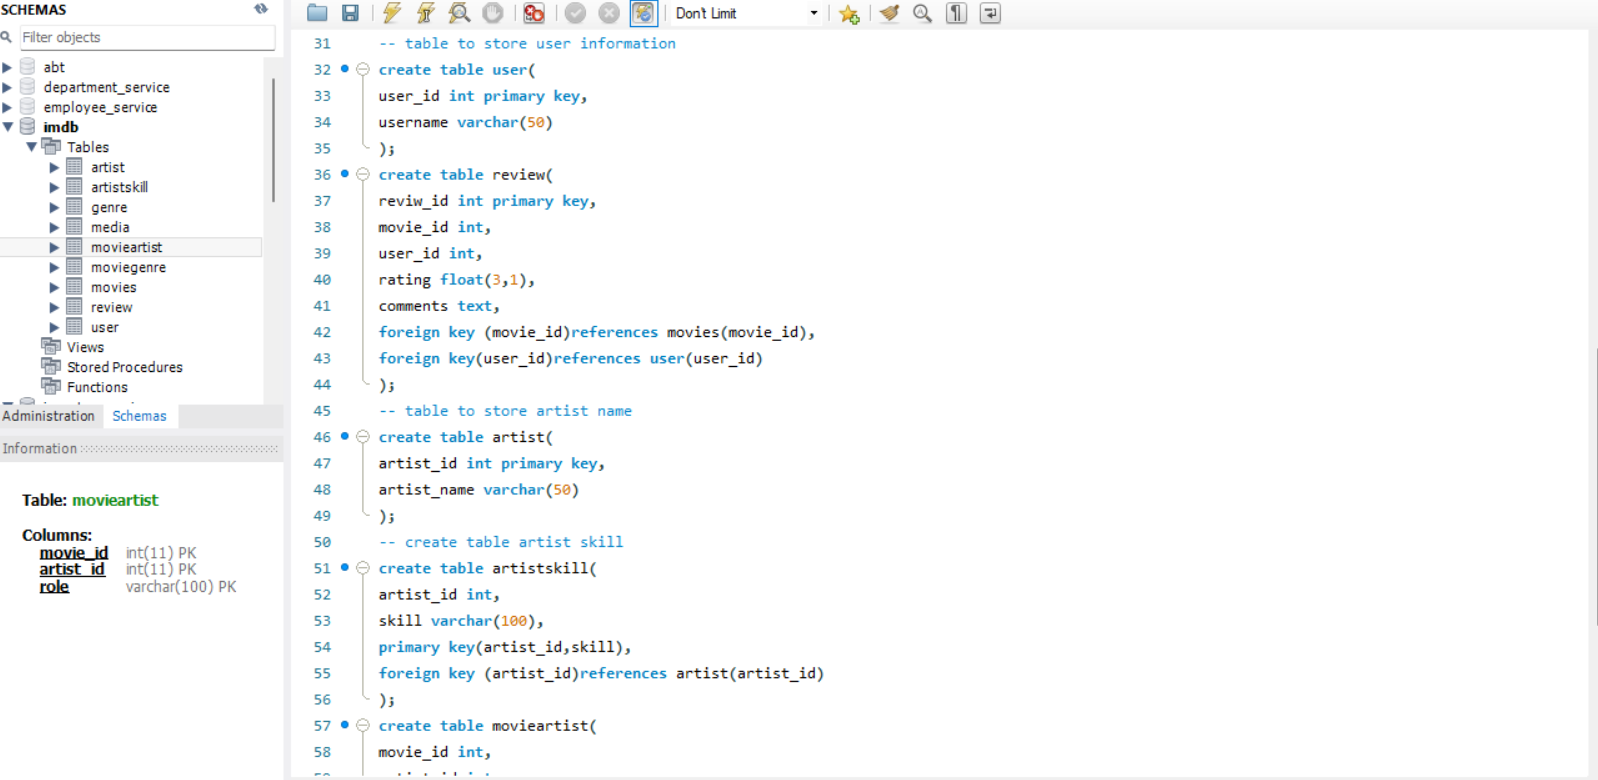 SCHEMAS
Filter objects
abt
department_service
employee_service
imdb
Tables
artist
artistskill
genre
media
movieartist
moviegenre
movies
review
user
Views
Stored Procedures
Functions
Administration Schemas
Information
Table: movieartist
Columns:
movie_id int(11) PK
artist_id int(11) PK
role varchar(100) PK
Don't Limit
31 -- table to store user information
32 create table user(
33 user_id int primary key,
34 username varchar(50)
35 );
36 create table review(
37 reviw_id int primary key,
38 movie_id int,
39 user_id int,
40 rating float(3,1),
41 comments text,
42 foreign key (movie_id)references movies(movie_id),
43 foreign key(user_id)references user(user_id)
44 );
45 -- table to store artist name
46 create table artist(
47 artist_id int primary key,
48 artist_name varchar(50)
49 );
50 -- create table artist skill
51 create table artistskill(
52 artist_id int,
53 skill varchar(100),
54 primary key(artist_id,skill),
55 foreign key (artist_id)references artist(artist_id)
56 );
57 create table movieartist(
58 movie_id int,